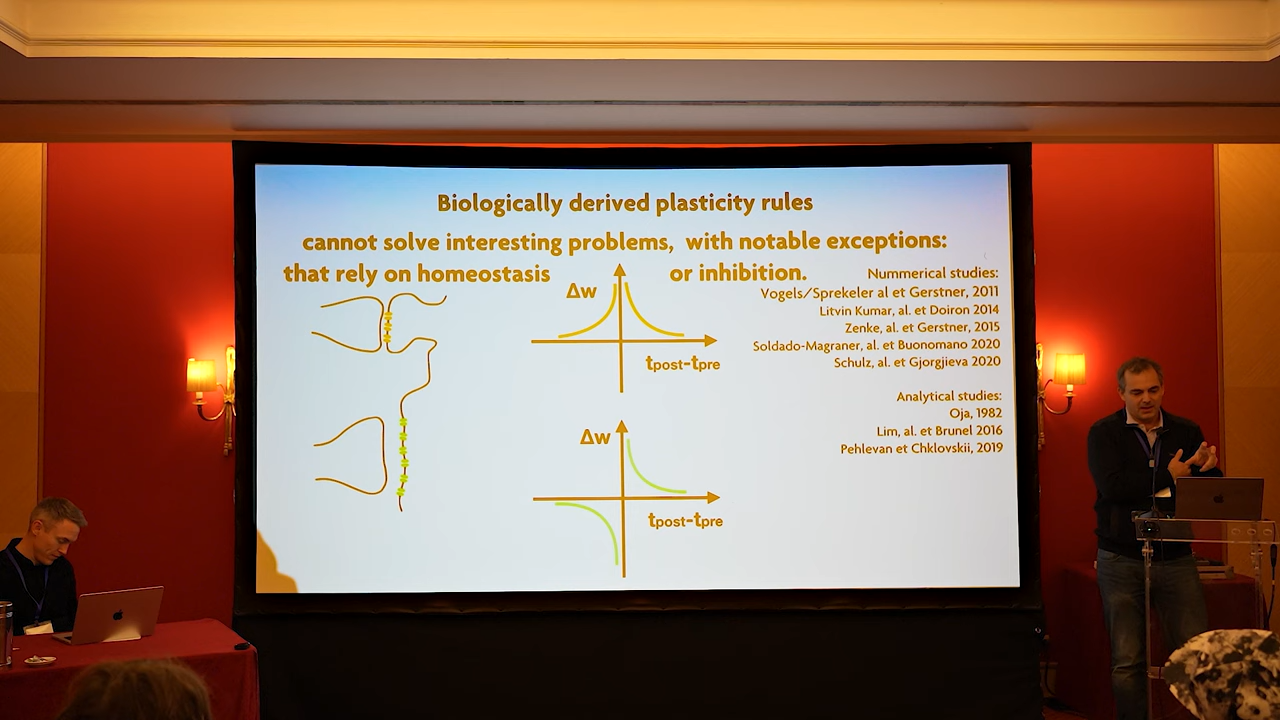 Biologically derived plasticity rules
cannot solve interesting problems, with notable exceptions:
that rely on homeostasis or inhibition.
Nummerical studies:
Vogels/Sprekeler al et Gerstner, 2011
Litvin Kumar, al. et Doiron 2014
Zenke, al. et Gerstner, 2015
Soldado-Magraner, al. et Buonomano 2020
Schulz, al. et Gjorgjieva 2020
Analytical studies:
Oja, 1982
Lim, al. et Brunel 2016
Pehlevan et Chklovskii, 2019
Δw
tpost-tpre
Δw
tpost-tpre